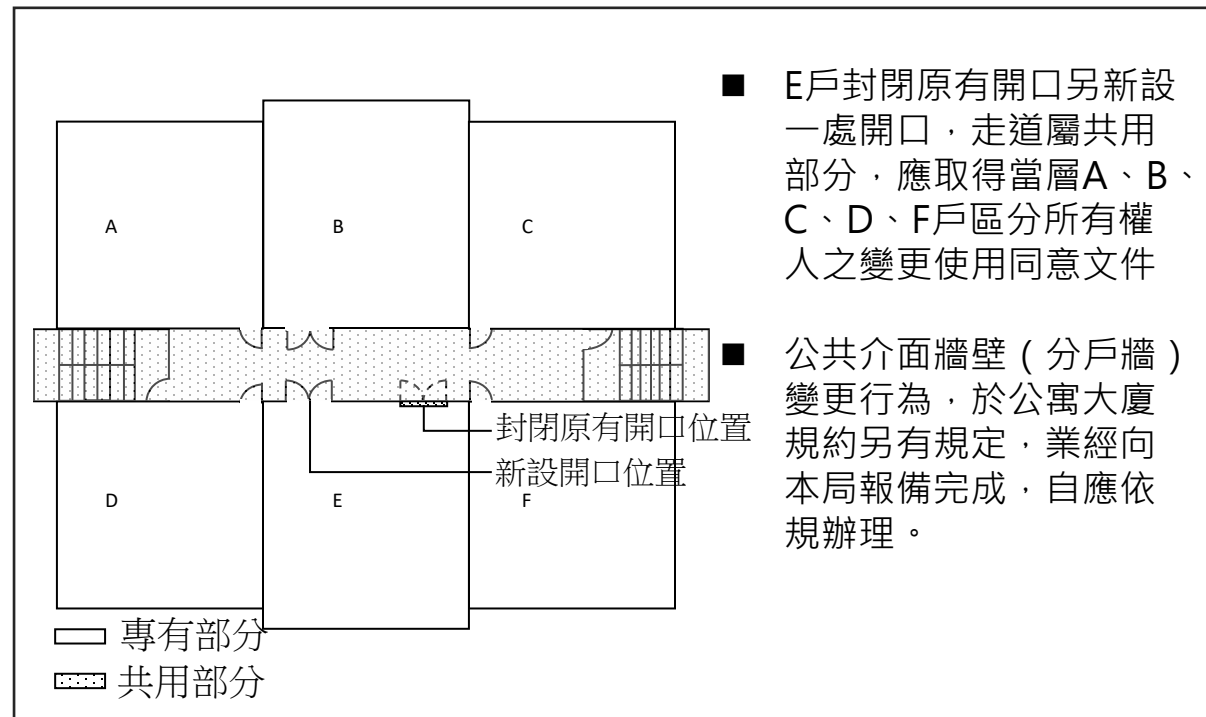 A
B
C
封閉原有開口位置
新設開口位置
D
E
F
專有部分
共用部分
■ E戶封閉原有開口另新設
一處開口，走道屬共用
部分，應取得當層A、B、
C、D、F戶區分所有權
人之變更使用同意文件
■ 公共介面牆壁（分戶牆）
變更行為，於公寓大廈
規約另有規定，業經向
本局報備完成，自應依
規辦理。